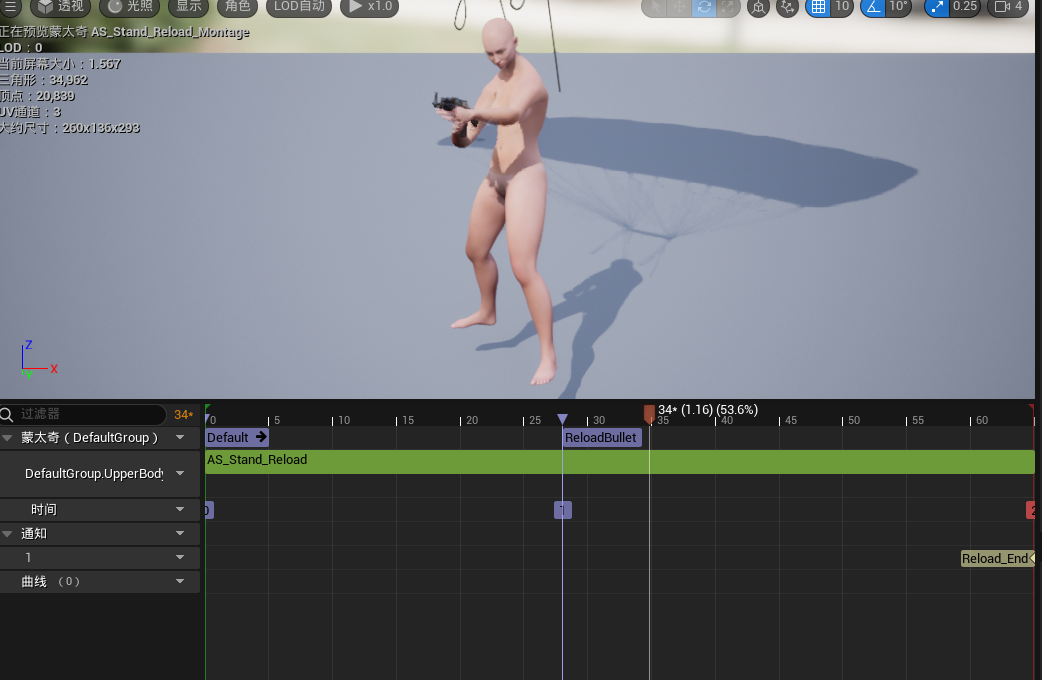 透视 光照 显示 角色 LOD自动 x1.0 10 10° 0.25 4
正在预览蒙太奇 AS_Stand_Reload_Montage
LOD：0
当前屏幕大小：1.567
三角形：34,962
顶点：20,839
UV通道：3
大约尺寸：260x136x293
Z
X
过滤器 34*
34* (1.16) (53.6%)
0 5 10 15 20 25 30 35 40 45 50 55 60
蒙太奇（DefaultGroup）
Default ReloadBullet
DefaultGroup.UpperBody
AS_Stand_Reload
时间
1 2
通知
1
Reload_End
曲线 （0）